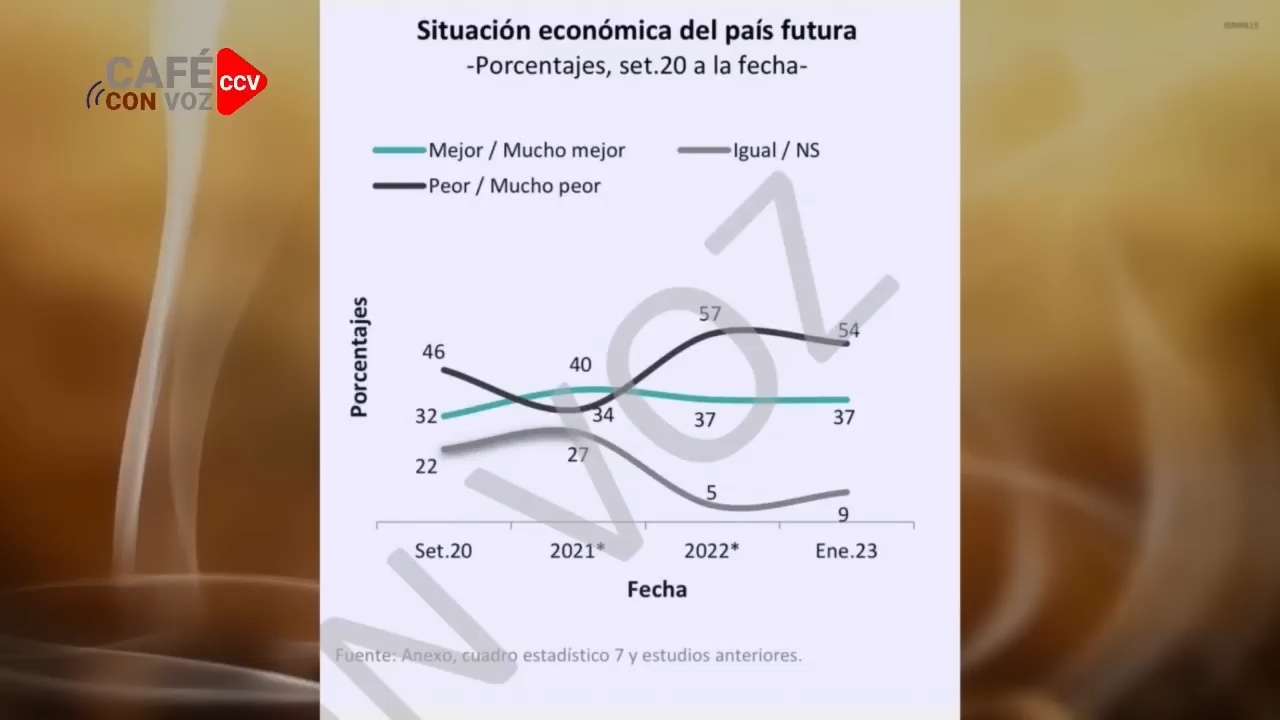 Situación económica del país futura
-Porcentajes, set.20 a la fecha-
CAFÉ
CON VOZ
CCV
Mejor / Mucho mejor
Igual / NS
Peor / Mucho peor
Porcentajes
57
54
46
40
32
34
37
37
22
27
5
9
Set.20
2021*
2022*
Ene.23
Fecha
Fuente: Anexo, cuadro estadístico 7 y estudios anteriores.
N VOZ